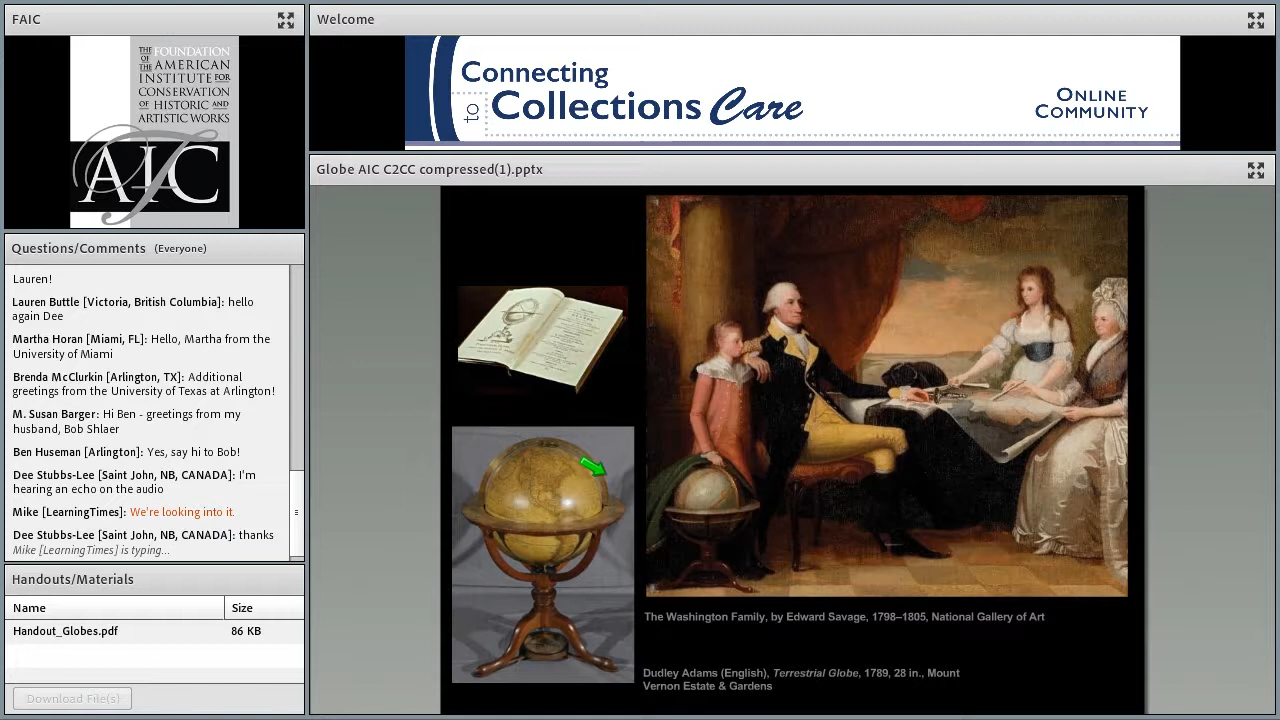 FAIC
THE FOUNDATION
OF THE AMERICAN
INSTITUTE FOR
CONSERVATION
OF HISTORIC AND
ARTISTIC WORKS
AIC
Questions/Comments (Everyone)
Lauren!
Lauren Buttle [Victoria, British Columbia]: hello
again Dee
Martha Horan [Miami, FL]: Hello, Martha from the
University of Miami
Brenda McClurkin [Arlington, TX]: Additional
greetings from the University of Texas at Arlington!
M. Susan Barger: Hi Ben - greetings from my
husband, Bob Shlaer
Ben Huseman [Arlington]: Yes, say hi to Bob!
Dee Stubbs-Lee [Saint John, NB, CANADA]: I'm
hearing an echo on the audio
Mike [LearningTimes]: We're looking into it.
Dee Stubbs-Lee [Saint John, NB, CANADA]: thanks
Mike [LearningTimes] is typing...
Handouts/Materials
Name Size
Handout_Globes.pdf 86 KB
Download File(s)
Welcome
Connecting
to Collections Care
ONLINE
COMMUNITY
Globe AIC C2CC compressed(1).pptx
The Washington Family, by Edward Savage, 1798–1805, National Gallery of Art
Dudley Adams (English), Terrestrial Globe, 1789, 28 in., Mount
Vernon Estate & Gardens